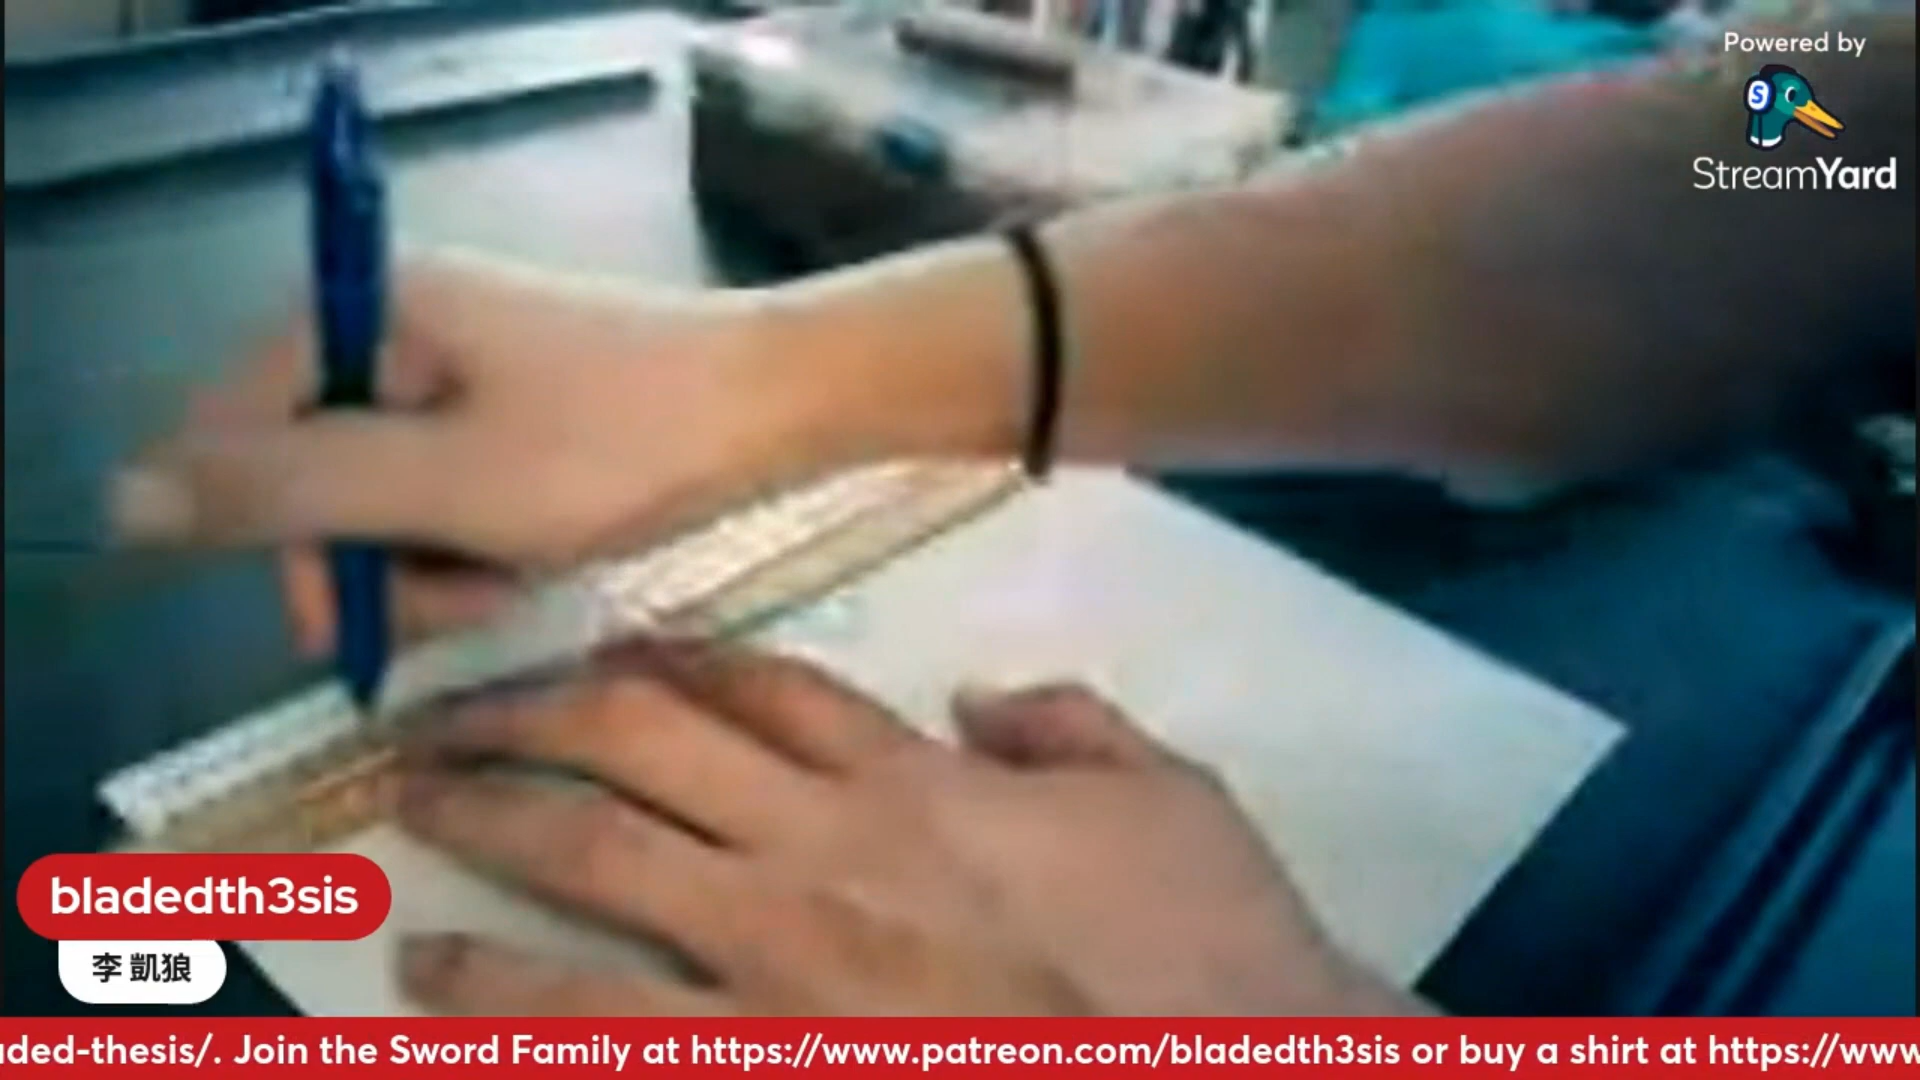 Powered by
StreamYard
bladedth3sis
李 凱狼
ded-thesis/. Join the Sword Family at https://www.patreon.com/bladedth3sis or buy a shirt at https://www